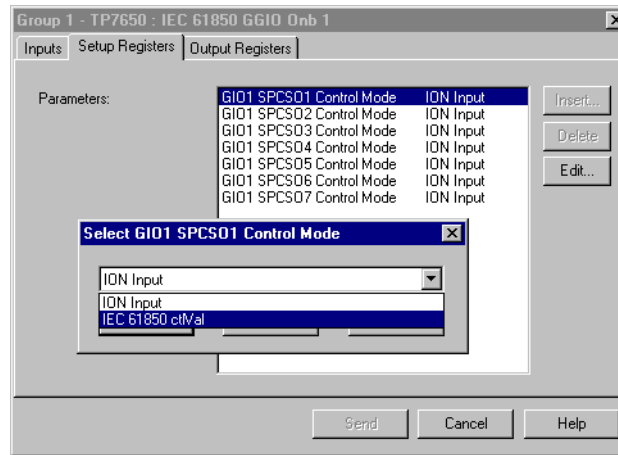 Group 1 - TP7650 : IEC 61850 GGIO Onb 1
Inputs Setup Registers Output Registers
Parameters:
GIO1 SPCSO1 Control Mode ION Input
GIO1 SPCSO2 Control Mode ION Input
GIO1 SPCSO3 Control Mode ION Input
GIO1 SPCSO4 Control Mode ION Input
GIO1 SPCSO5 Control Mode ION Input
GIO1 SPCSO6 Control Mode ION Input
GIO1 SPCSO7 Control Mode ION Input
Insert...
Delete
Edit...
Select GIO1 SPCSO1 Control Mode
ION Input
ION Input
IEC 61850 ctlVal
Send Cancel Help